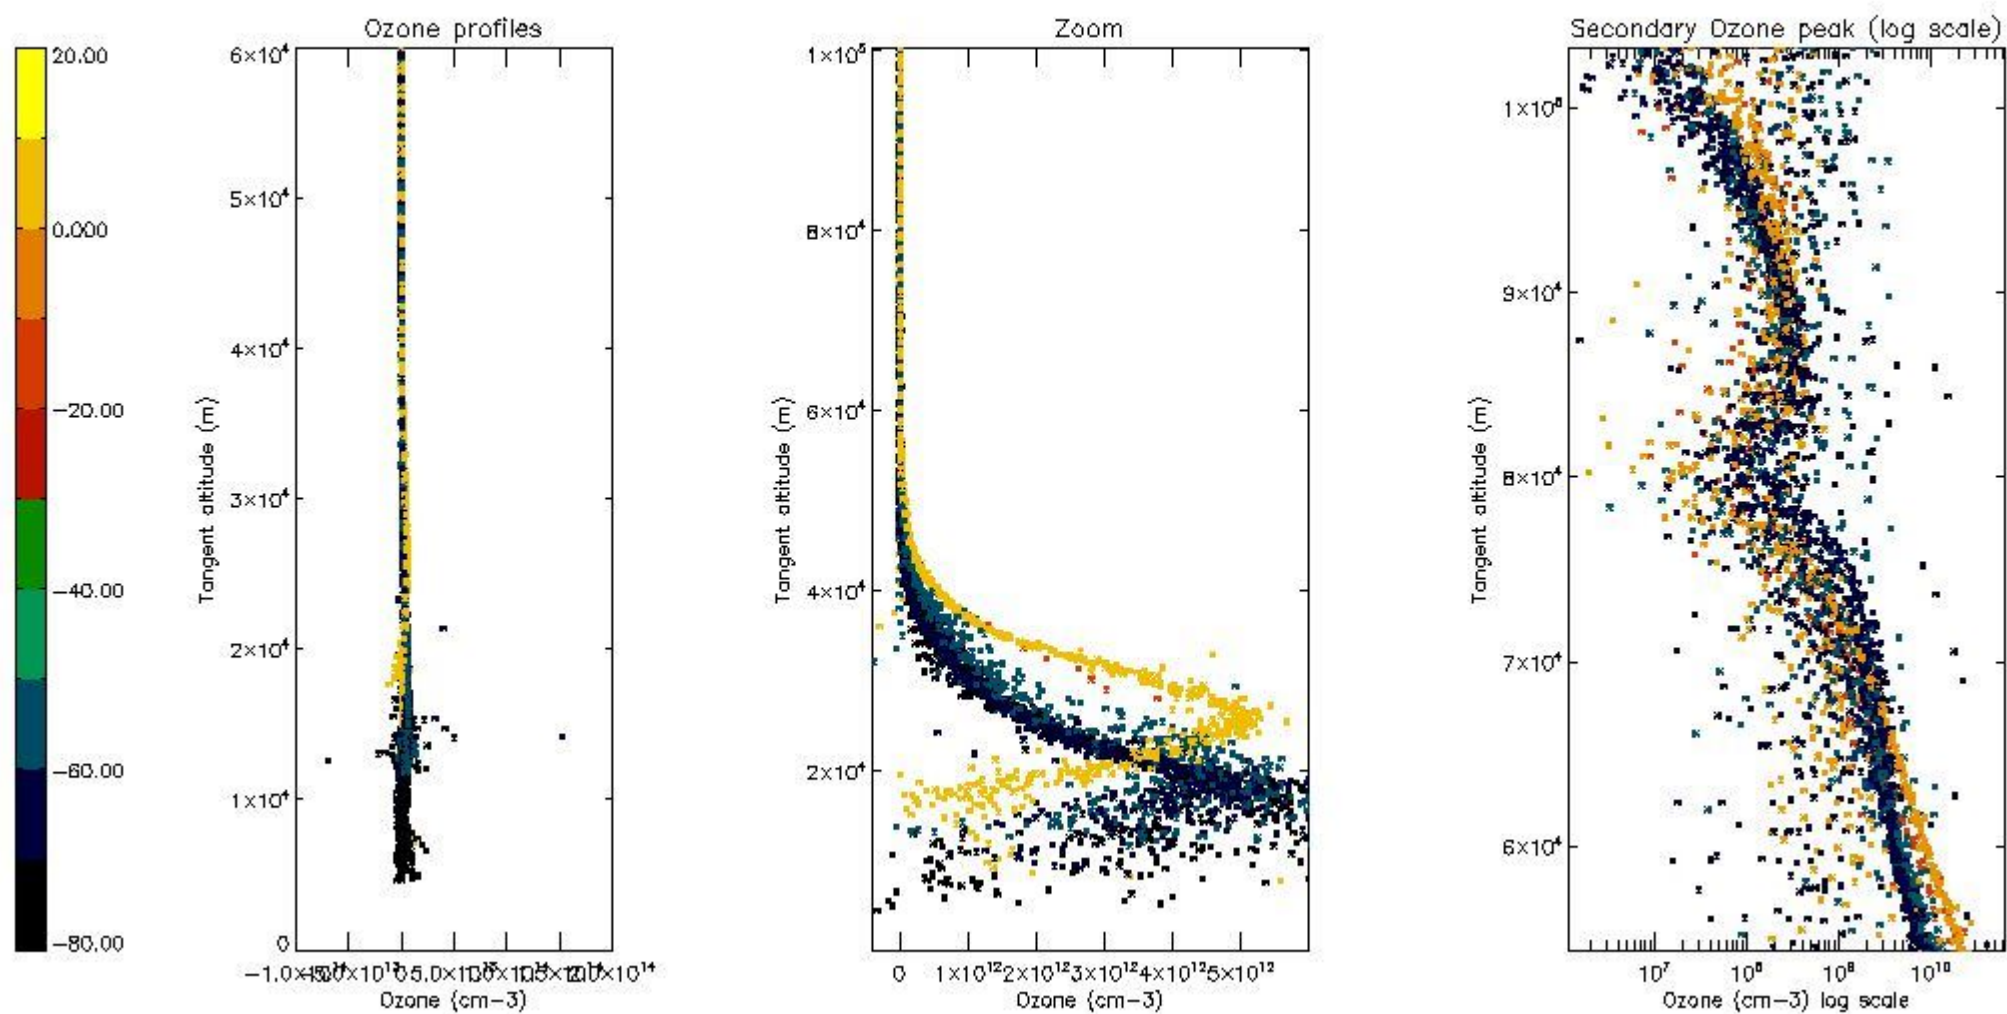 Ozone profiles
Zoom
Secondary Ozone peak (log scale)
20.00
0.000
−20.00
−40.00
−60.00
−80.00
6×10⁴
5×10⁴
4×10⁴
3×10⁴
2×10⁴
1×10⁴
0
Tangent altitude (m)
Ozone (cm−3)
1×10⁵
8×10⁴
6×10⁴
4×10⁴
2×10⁴
Tangent altitude (m)
0 1×10¹² 2×10¹² 3×10¹² 4×10¹² 5×10¹²
Ozone (cm−3)
1×10⁵
9×10⁴
8×10⁴
7×10⁴
6×10⁴
Tangent altitude (m)
10⁷ 10⁸ 10⁹ 10¹⁰
Ozone (cm−3) log scale